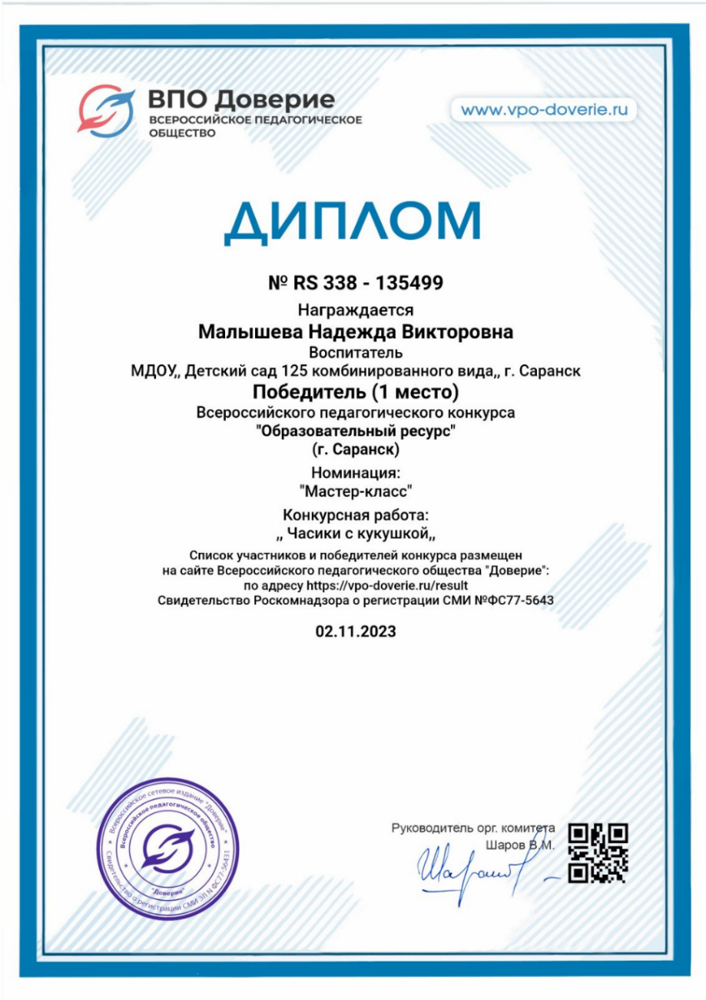 ВПО Доверие
ВСЕРОССИЙСКОЕ ПЕДАГОГИЧЕСКОЕ
ОБЩЕСТВО
www.vpo-doverie.ru
ДИПЛОМ
№ RS 338 - 135499
Награждается
Малышева Надежда Викторовна
Воспитатель
МДОУ,, Детский сад 125 комбинированного вида,, г. Саранск
Победитель (1 место)
Всероссийского педагогического конкурса
"Образовательный ресурс"
(г. Саранск)
Номинация:
"Мастер-класс"
Конкурсная работа:
,, Часики с кукушкой,,
Список участников и победителей конкурса размещен
на сайте Всероссийского педагогического общества "Доверие":
по адресу https://vpo-doverie.ru/result
Свидетельство Роскомнадзора о регистрации СМИ №ФС77-5643
02.11.2023
Всероссийское сетевое издание "Доверие"
Свидетельство о регистрации СМИ ЭЛ N ФС77-56431
Всероссийское педагогическое общество
"Доверие"
Руководитель орг. комитета
Шаров В.М.